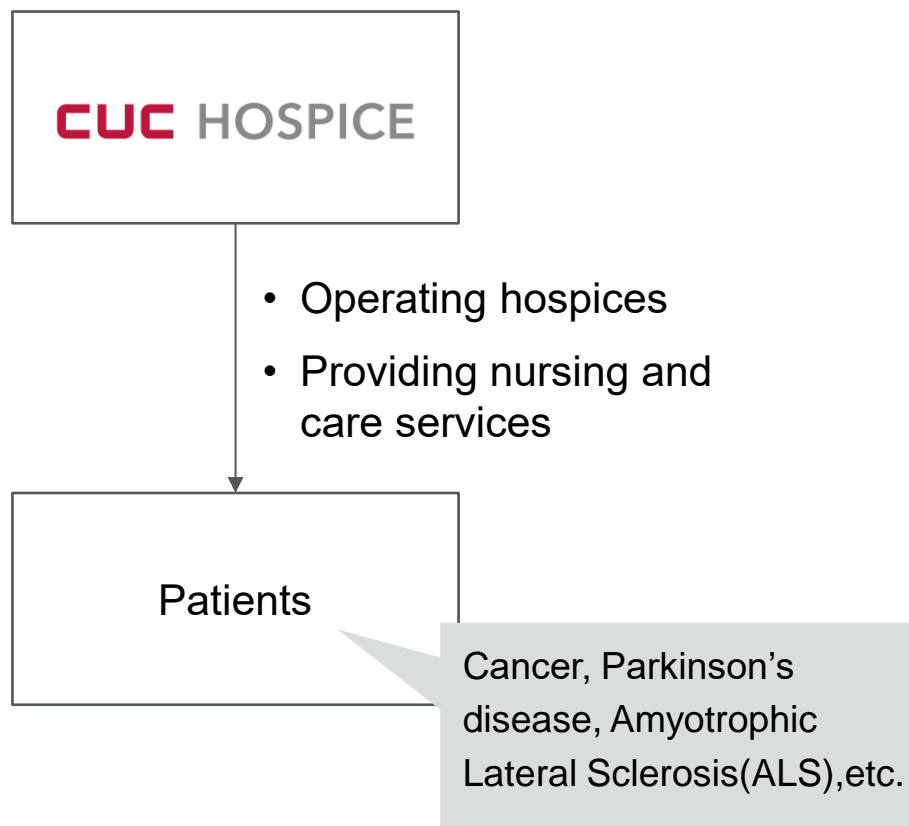 CUC HOSPICE
• Operating hospices
• Providing nursing and
care services
Patients
Cancer, Parkinson’s
disease, Amyotrophic
Lateral Sclerosis(ALS),etc.